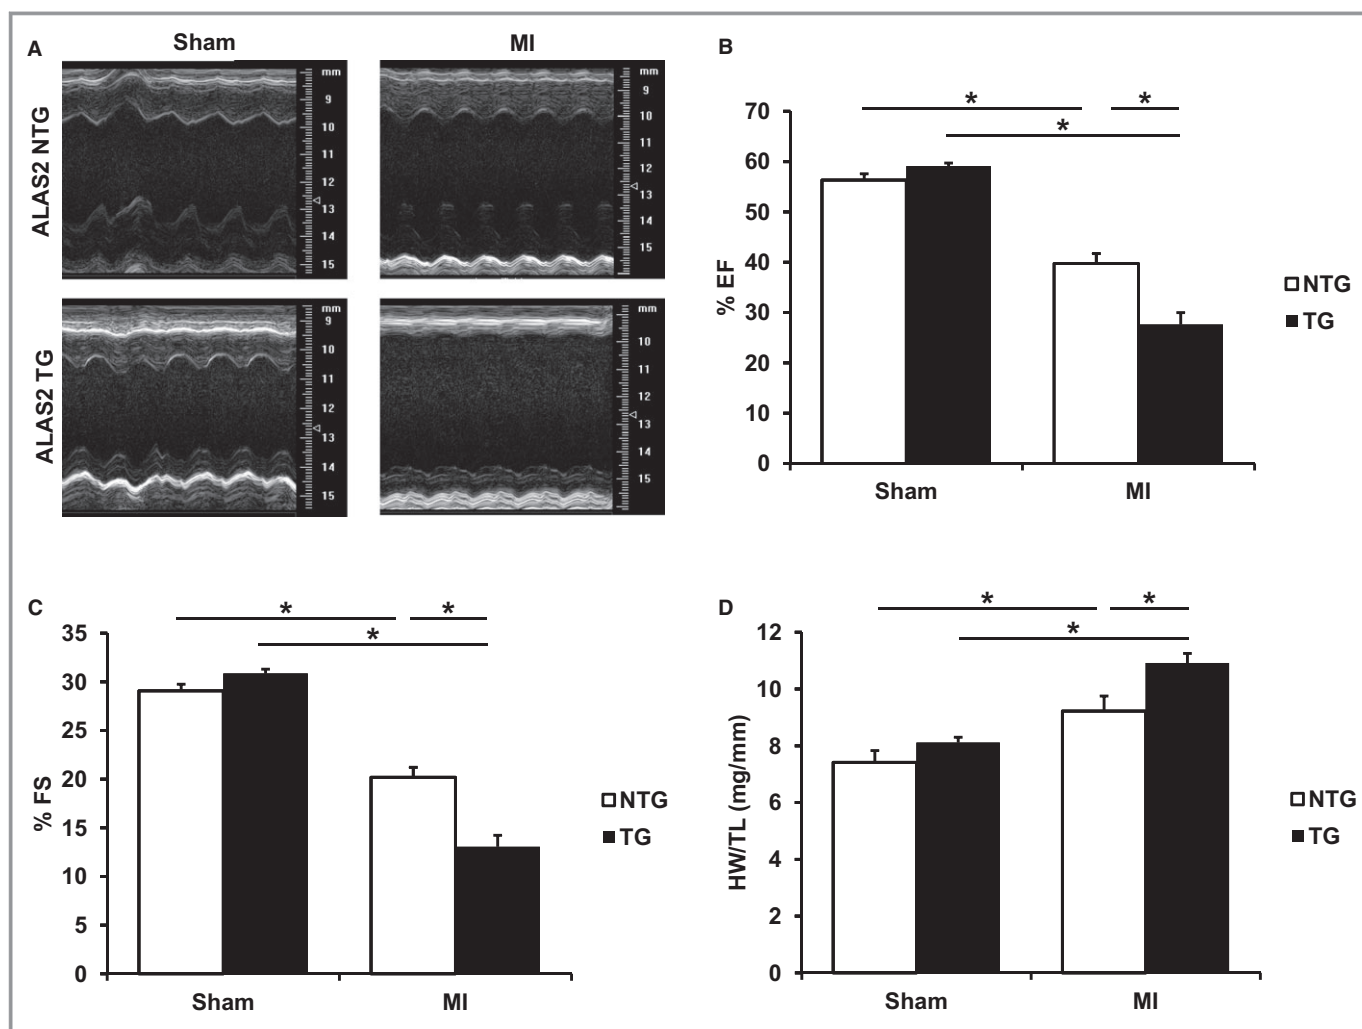 A
Sham
MI
ALAS2 NTG
mm
9
10
11
12
13
14
15
mm
9
10
11
12
13
14
15
ALAS2 TG
mm
9
10
11
12
13
14
15
mm
10
11
12
13
14
15
B
* *
*
70
60
50
40
30
20
10
0
% EF
Sham MI
NTG
TG
C
* *
*
35
30
25
20
15
10
5
0
% FS
Sham MI
NTG
TG
D
* *
*
12
10
8
6
4
2
0
HW/TL (mg/mm)
Sham MI
NTG
TG